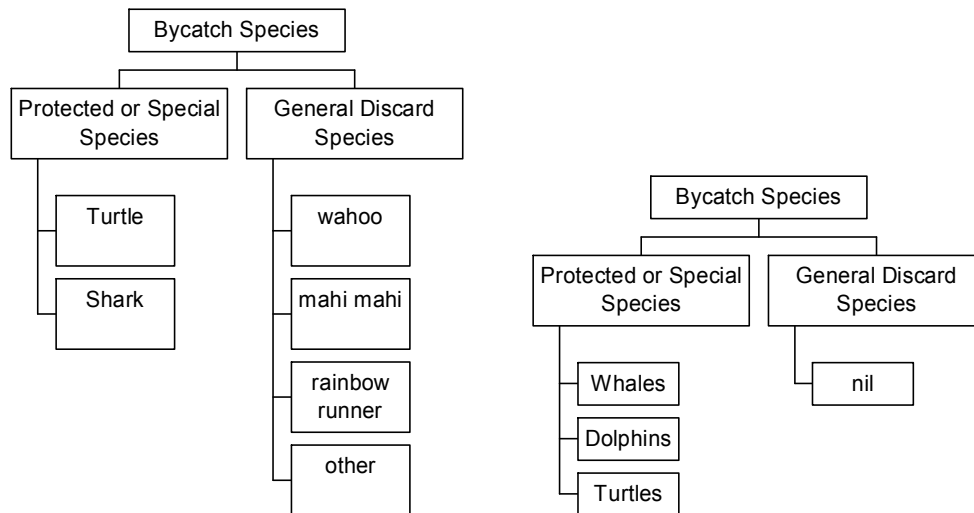 Bycatch Species
Protected or Special
Species
General Discard
Species
Turtle
Shark
wahoo
mahi mahi
rainbow
runner
other
Bycatch Species
Protected or Special
Species
General Discard
Species
Whales
Dolphins
Turtles
nil